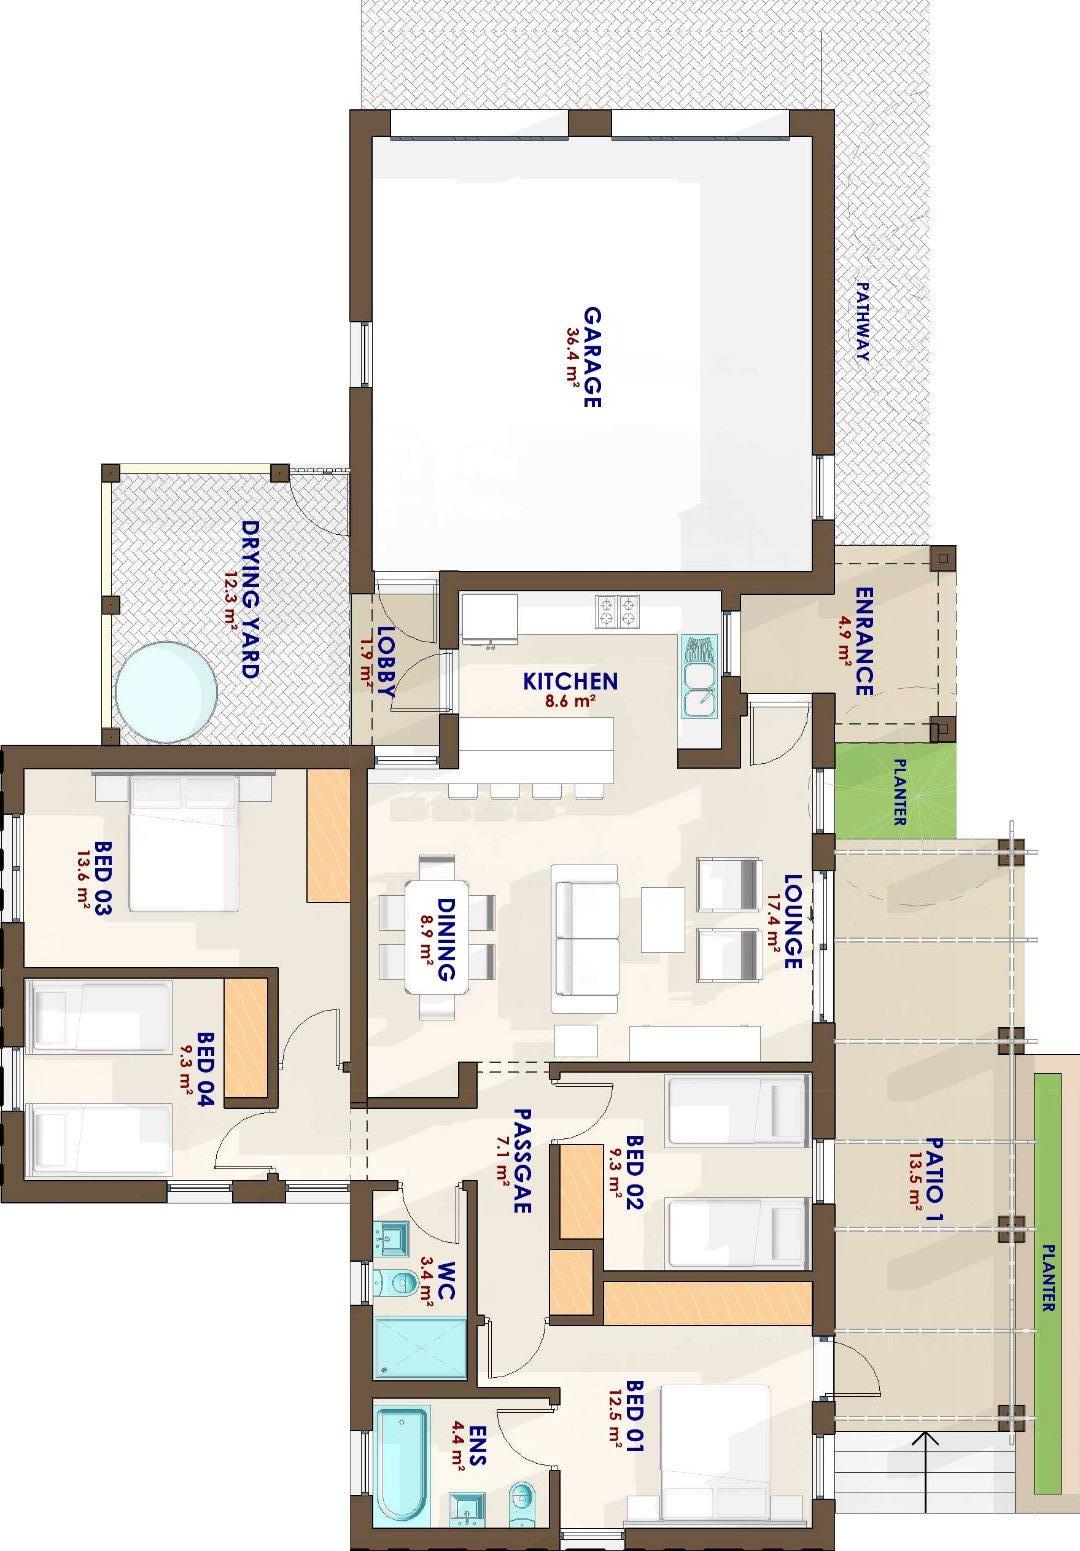 PATHWAY
GARAGE
36.4 m²
DRYING YARD
12.3 m²
LOBBY
1.9 m²
KITCHEN
8.6 m²
ENRANCE
4.9 m²
PLANTER
BED 03
13.6 m²
DINING
8.9 m²
LOUNGE
17.4 m²
BED 04
9.3 m²
PASSGAE
7.1 m²
BED 02
9.3 m²
PATIO 1
13.5 m²
WC
3.4 m²
PLANTER
ENS
4.4 m²
BED 01
12.5 m²